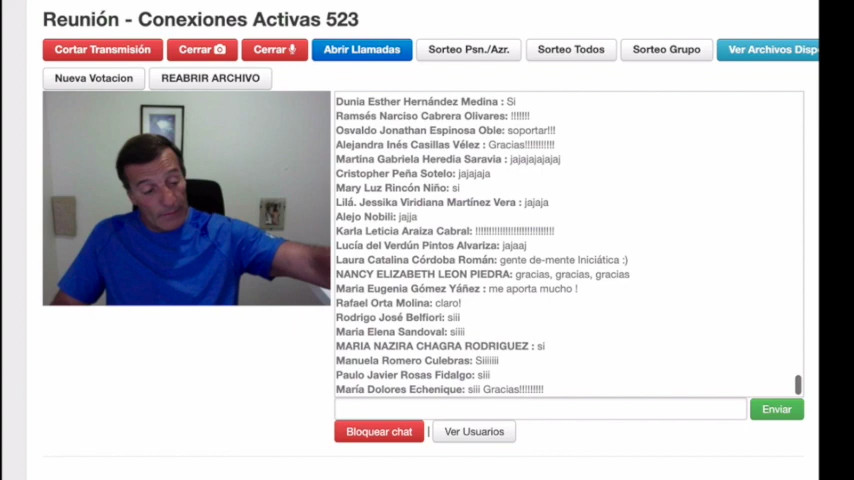 Reunión - Conexiones Activas 523
Cortar Transmisión Cerrar Cerrar Abrir Llamadas Sorteo Psn./Azr. Sorteo Todos Sorteo Grupo Ver Archivos Disp
Nueva Votacion REABRIR ARCHIVO
Dunia Esther Hernández Medina : Si
Ramsés Narciso Cabrera Olivares: !!!!!!!
Osvaldo Jonathan Espinosa Oble: soportar!!!
Alejandra Inés Casillas Vélez : Gracias!!!!!!!!!!!
Martina Gabriela Heredia Saravia : jajajajajajaj
Cristopher Peña Sotelo: jajajaja
Mary Luz Rincón Niño: si
Lilá. Jessika Viridiana Martínez Vera : jajaja
Alejo Nobili: jajja
Karla Leticia Araiza Cabral: !!!!!!!!!!!!!!!!!!!!!!!!!!!
Lucía del Verdún Pintos Alvariza: jajaaj
Laura Catalina Córdoba Román: gente de-mente Iniciática :)
NANCY ELIZABETH LEON PIEDRA: gracias, gracias, gracias
Maria Eugenia Gómez Yáñez : me aporta mucho !
Rafael Orta Molina: claro!
Rodrigo José Belfiori: siii
Maria Elena Sandoval: siiii
MARIA NAZIRA CHAGRA RODRIGUEZ : si
Manuela Romero Culebras: Siiiiiii
Paulo Javier Rosas Fidalgo: siii
María Dolores Echenique: siii Gracias!!!!!!!!!
Enviar
Bloquear chat | Ver Usuarios